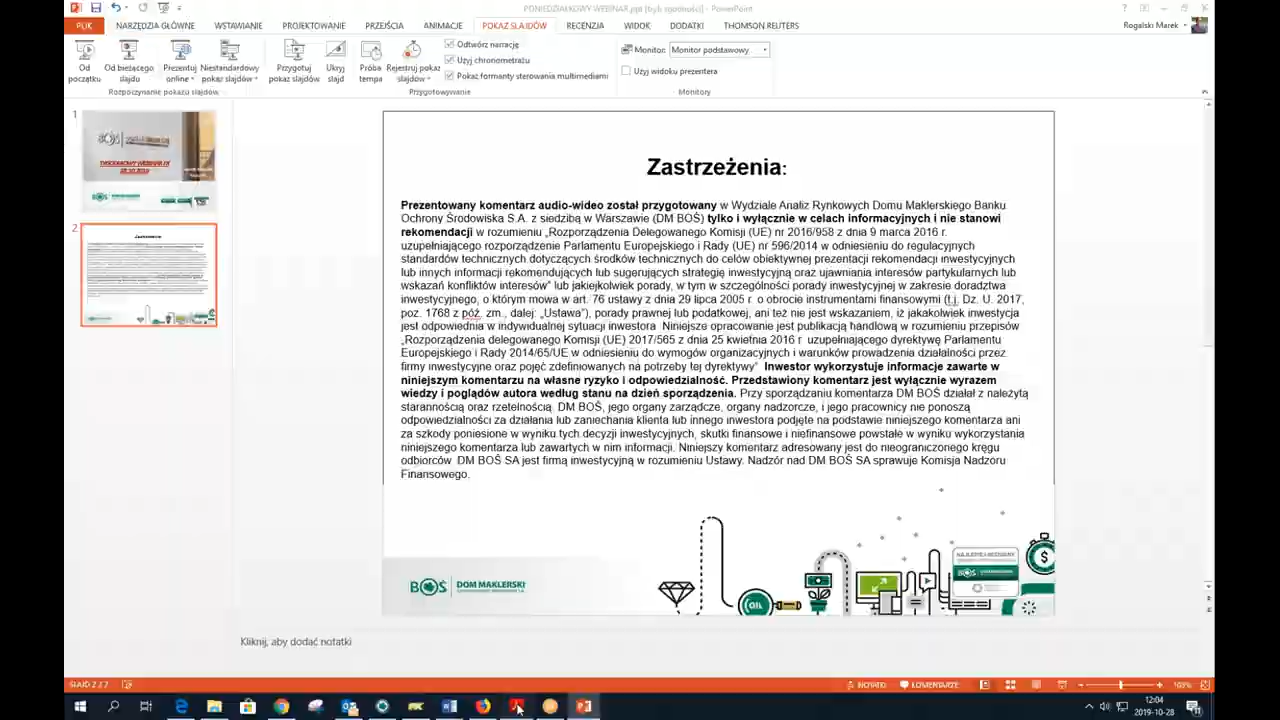 PONIEDZIAŁKOWY WEBINAR.ppt [tryb zgodności] - PowerPoint
PLIK NARZĘDZIA GŁÓWNE WSTAWIANIE PROJEKTOWANIE PRZEJŚCIA ANIMACJE POKAZ SLAJDÓW RECENZJA WIDOK DODATKI THOMSON REUTERS
Rogalski Marek
Od początku
Od bieżącego slajdu
Prezentuj online
Niestandardowy pokaz slajdów
Rozpoczynanie pokazu slajdów
Przygotuj pokaz slajdów
Ukryj slajd
Próba tempa
Rejestruj pokaz slajdów
Odtwórz narrację
Użyj chronometrażu
Pokaż formanty sterowania multimediami
Przygotowywanie
Monitor: Monitor podstawowy
Użyj widoku prezentera
Monitory
1
2
Zastrzeżenia:
Prezentowany komentarz audio-wideo został przygotowany w Wydziale Analiz Rynkowych Domu Maklerskiego Banku
Ochrony Środowiska S.A. z siedzibą w Warszawie (DM BOŚ) tylko i wyłącznie w celach informacyjnych i nie stanowi
rekomendacji w rozumieniu „Rozporządzenia Delegowanego Komisji (UE) nr 2016/958 z dnia 9 marca 2016 r.
uzupełniającego rozporządzenie Parlamentu Europejskiego i Rady (UE) nr 596/2014 w odniesieniu do regulacyjnych
standardów technicznych dotyczących środków technicznych do celów obiektywnej prezentacji rekomendacji inwestycyjnych
lub innych informacji rekomendujących lub sugerujących strategię inwestycyjną oraz ujawniania interesów partykularnych lub
wskazań konfliktów interesów” lub jakiejkolwiek porady, w tym w szczególności porady inwestycyjnej w zakresie doradztwa
inwestycyjnego, o którym mowa w art. 76 ustawy z dnia 29 lipca 2005 r. o obrocie instrumentami finansowymi (t.j. Dz. U. 2017,
poz. 1768 z póź. zm., dalej: „Ustawa”), porady prawnej lub podatkowej, ani też nie jest wskazaniem, iż jakakolwiek inwestycja
jest odpowiednia w indywidualnej sytuacji inwestora Niniejsze opracowanie jest publikacją handlową w rozumieniu przepisów
„Rozporządzenia delegowanego Komisji (UE) 2017/565 z dnia 25 kwietnia 2016 r uzupełniającego dyrektywę Parlamentu
Europejskiego i Rady 2014/65/UE w odniesieniu do wymogów organizacyjnych i warunków prowadzenia działalności przez
firmy inwestycyjne oraz pojęć zdefiniowanych na potrzeby tej dyrektywy” Inwestor wykorzystuje informacje zawarte w
niniejszym komentarzu na własne ryzyko i odpowiedzialność. Przedstawiony komentarz jest wyłącznie wyrazem
wiedzy i poglądów autora według stanu na dzień sporządzenia. Przy sporządzaniu komentarza DM BOŚ działał z należytą
starannością oraz rzetelnością. DM BOŚ, jego organy zarządcze, organy nadzorcze, i jego pracownicy nie ponoszą
odpowiedzialności za działania lub zaniechania klienta lub innego inwestora podjęte na podstawie niniejszego komentarza ani
za szkody poniesione w wyniku tych decyzji inwestycyjnych, skutki finansowe i niefinansowe powstałe w wyniku wykorzystania
niniejszego komentarza lub zawartych w nim informacji. Niniejszy komentarz adresowany jest do nieograniczonego kręgu
odbiorców DM BOŚ SA jest firmą inwestycyjną w rozumieniu Ustawy. Nadzór nad DM BOŚ SA sprawuje Komisja Nadzoru
Finansowego.
BOŚ DOM MAKLERSKI
Kliknij, aby dodać notatki
SLAJD 2 Z 7
NOTATKI KOMENTARZE 103%
12:04
2019-10-28